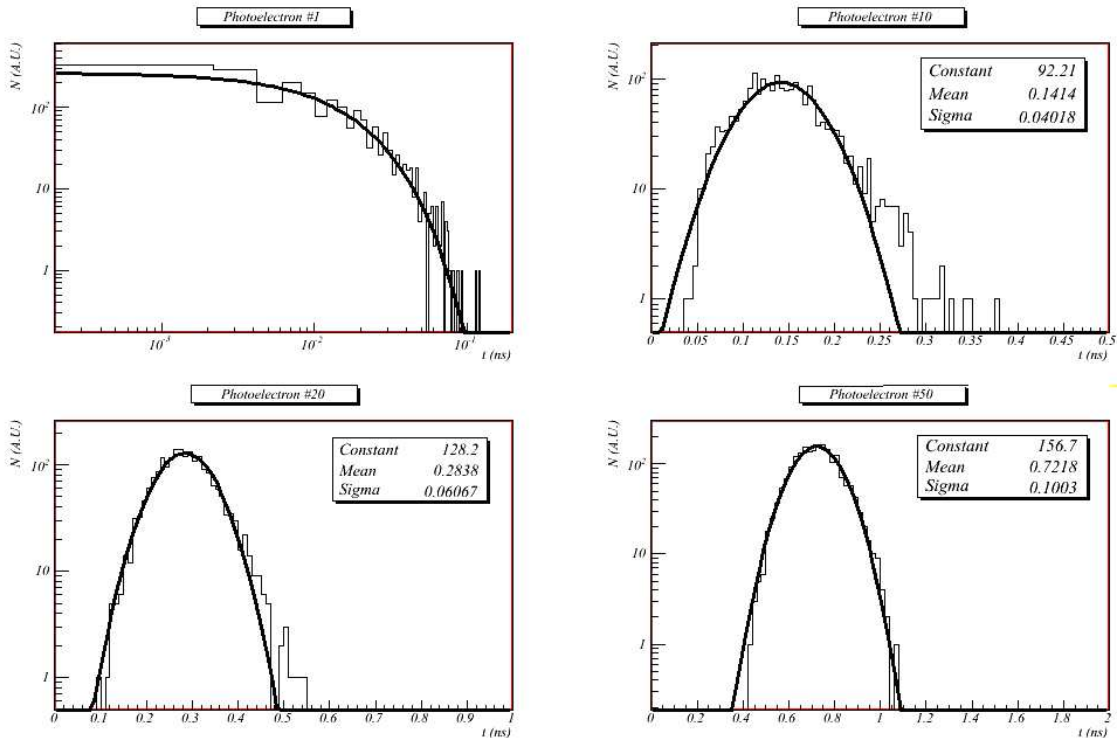 Photoelectron #1
N (A.U.)
10²
10
1
10⁻³
10⁻²
10⁻¹
t (ns)
Photoelectron #10
N (A.U.)
10²
10
1
Constant 92.21
Mean 0.1414
Sigma 0.04018
0 0.05 0.1 0.15 0.2 0.25 0.3 0.35 0.4 0.45 0.5
t (ns)
Photoelectron #20
N (A.U.)
10²
10
1
Constant 128.2
Mean 0.2838
Sigma 0.06067
0 0.1 0.2 0.3 0.4 0.5 0.6 0.7 0.8 0.9 1
t (ns)
Photoelectron #50
N (A.U.)
10²
10
1
Constant 156.7
Mean 0.7218
Sigma 0.1003
0 0.2 0.4 0.6 0.8 1 1.2 1.4 1.6 1.8 2
t (ns)